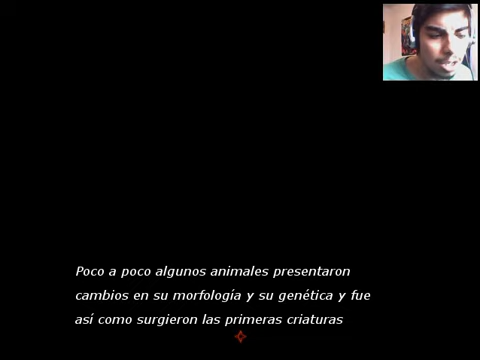 Poco a poco algunos animales presentaron
cambios en su morfología y su genética y fue
así como surgieron las primeras criaturas